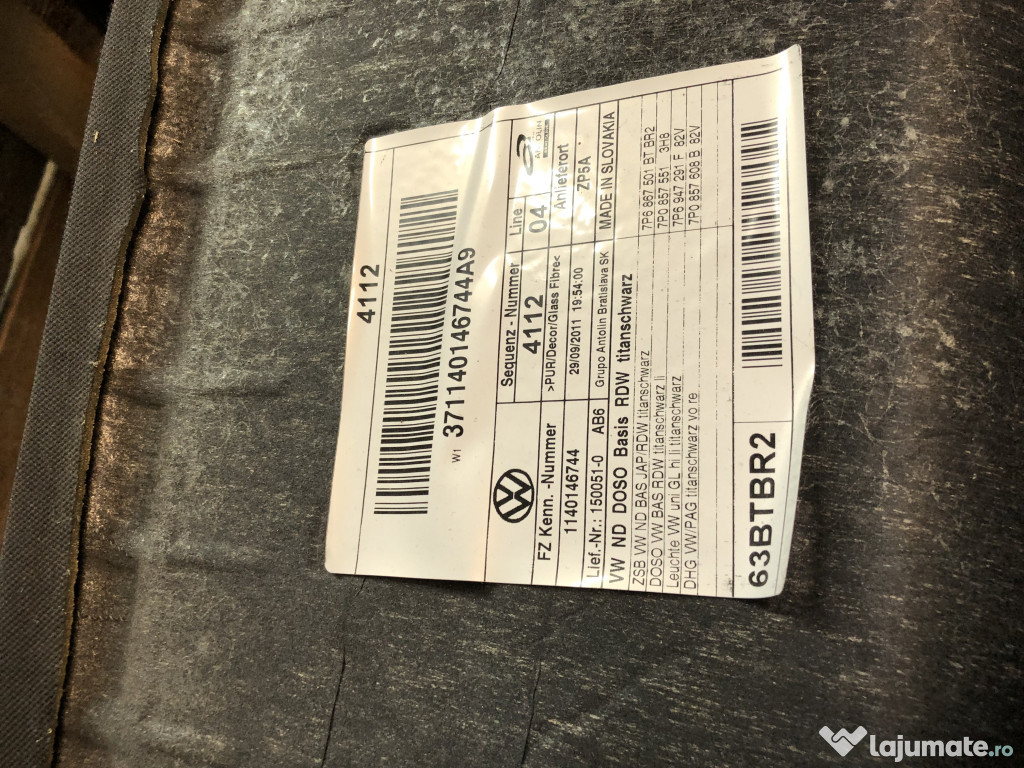 4112
W1 37114014674​4A9
FZ Kenn. -Nummer Sequenz - Nummer Line
1140146744 4112 04
>PUR/Decor/Glass Fibre< Anlieferort
29/09/2011 19:54:00 ZP5A
Lief.-Nr.: 150051-0 AB6 Grupo Antolin Bratislava SK MADE IN SLOVAKIA
VW ND DOSO Basis RDW titanschwarz
ZSB VW ND BAS JAP/RDW titanschwarz 7P6 867 501 BT BR2
DOSO VW BAS RDW titanschwarz li 7P0 857 551 3H8
Leuchte VW uni GL hi li titanschwarz 7P6 947 291 F 82V
DHG VW/PAG titanschwarz vo re 7P0 857 608 B 82V
63BTBR2
lajumate.ro